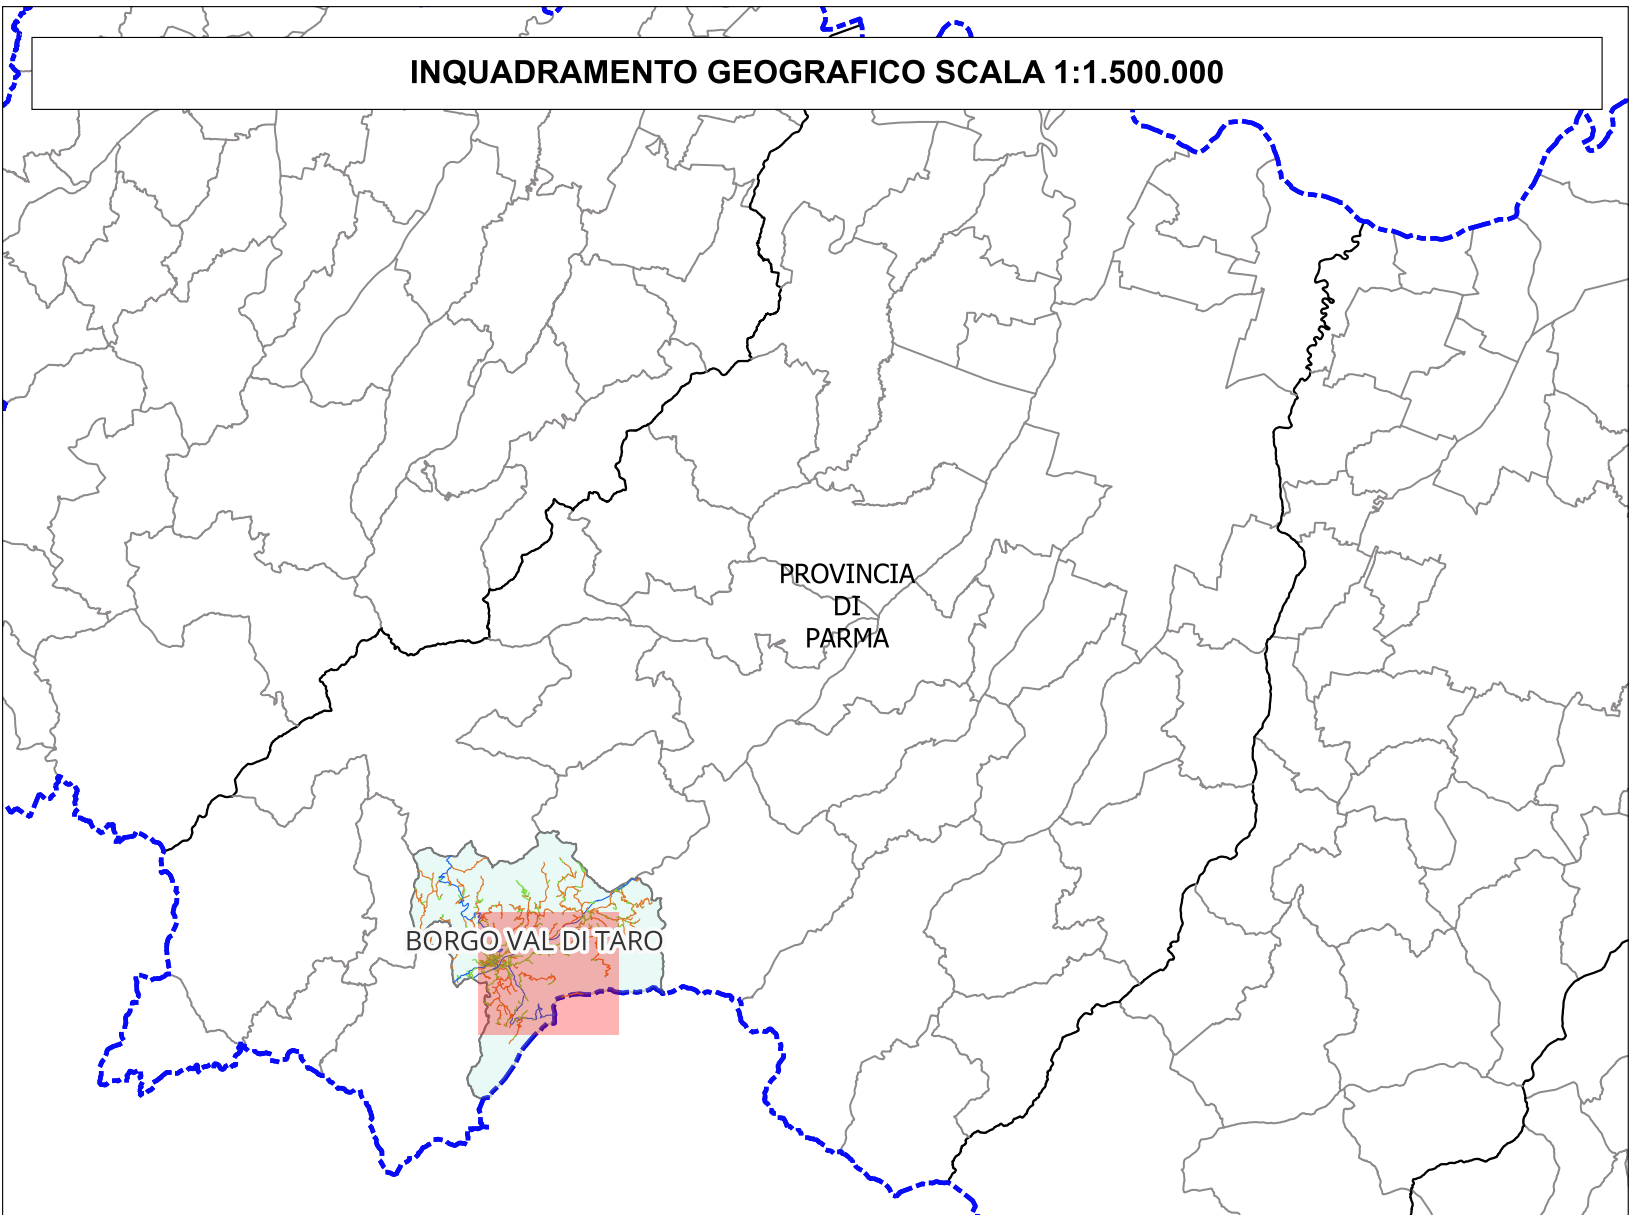 INQUADRAMENTO GEOGRAFICO SCALA 1:1.500.000
PROVINCIA
DI
PARMA
BORGO VAL DI TARO